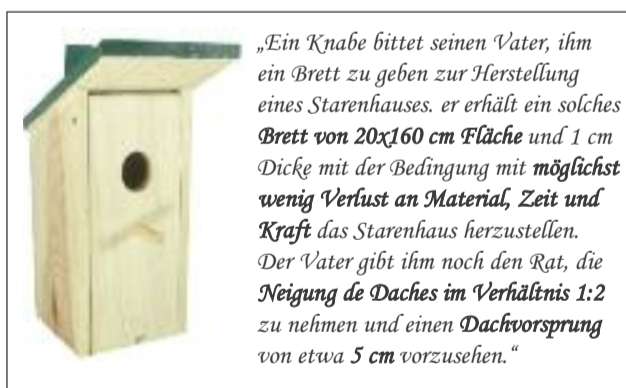 „Ein Knabe bittet seinen Vater, ihm
ein Brett zu geben zur Herstellung
eines Starenhauses. er erhält ein solches
Brett von 20x160 cm Fläche und 1 cm
Dicke mit der Bedingung mit möglichst
wenig Verlust an Material, Zeit und
Kraft das Starenhaus herzustellen.
Der Vater gibt ihm noch den Rat, die
Neigung de Daches im Verhältnis 1:2
zu nehmen und einen Dachvorsprung
von etwa 5 cm vorzusehen.“